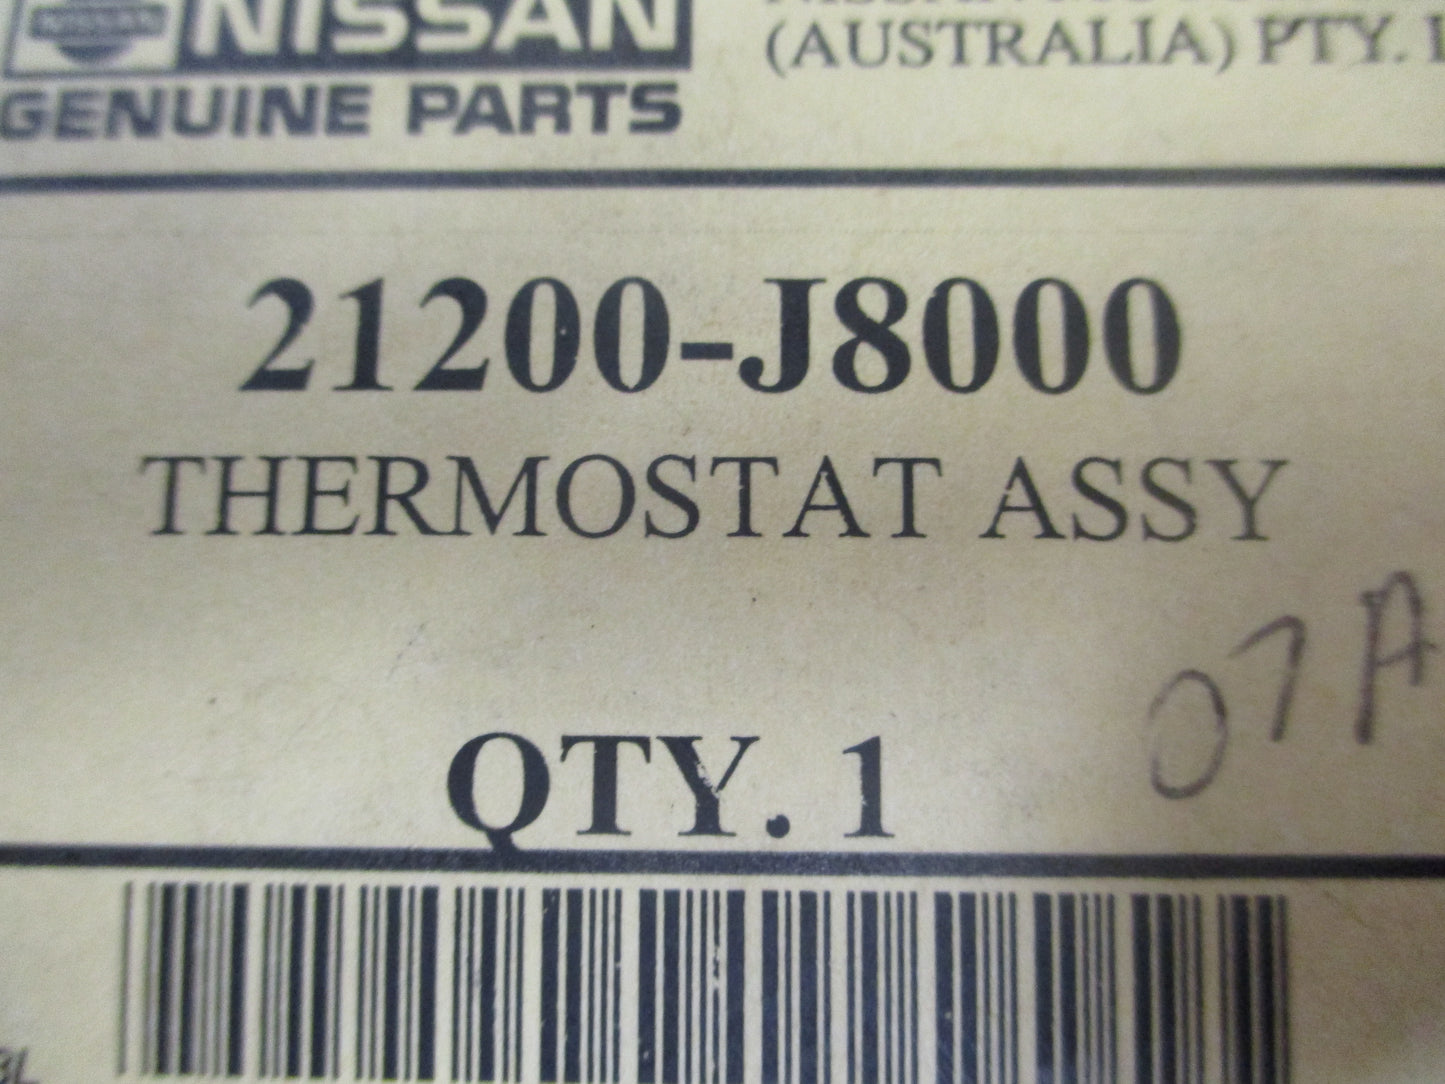 NISSAN
GENUINE PARTS
(AUSTRALIA) PTY.
21200-J8000
THERMOSTAT ASSY
07A
QTY. 1